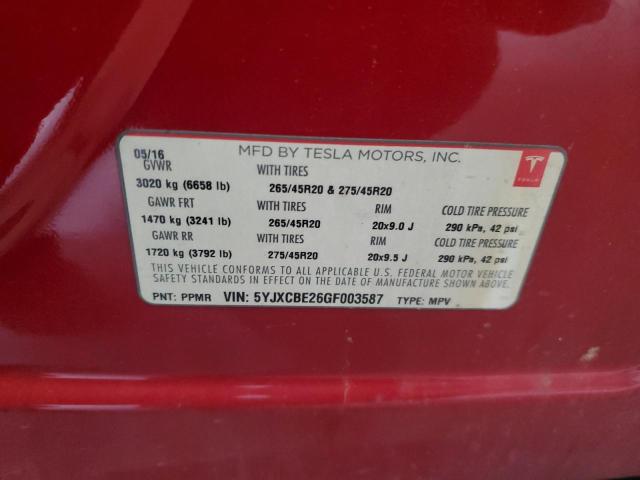 05/16 MFD BY TESLA MOTORS, INC.
GVWR WITH TIRES
3020 kg (6658 lb) 265/45R20 & 275/45R20
GAWR FRT WITH TIRES RIM COLD TIRE PRESSURE
1470 kg (3241 lb) 265/45R20 20x9.0 J 290 kPa, 42 psi
GAWR RR WITH TIRES RIM COLD TIRE PRESSURE
1720 kg (3792 lb) 275/45R20 20x9.5 J 290 kPa, 42 psi
THIS VEHICLE CONFORMS TO ALL APPLICABLE U.S. FEDERAL MOTOR VEHICLE
SAFETY STANDARDS IN EFFECT ON THE DATE OF MANUFACTURE SHOWN ABOVE.
PNT: PPMR VIN: 5YJXCBE26GF003587 TYPE: MPV
TESLA